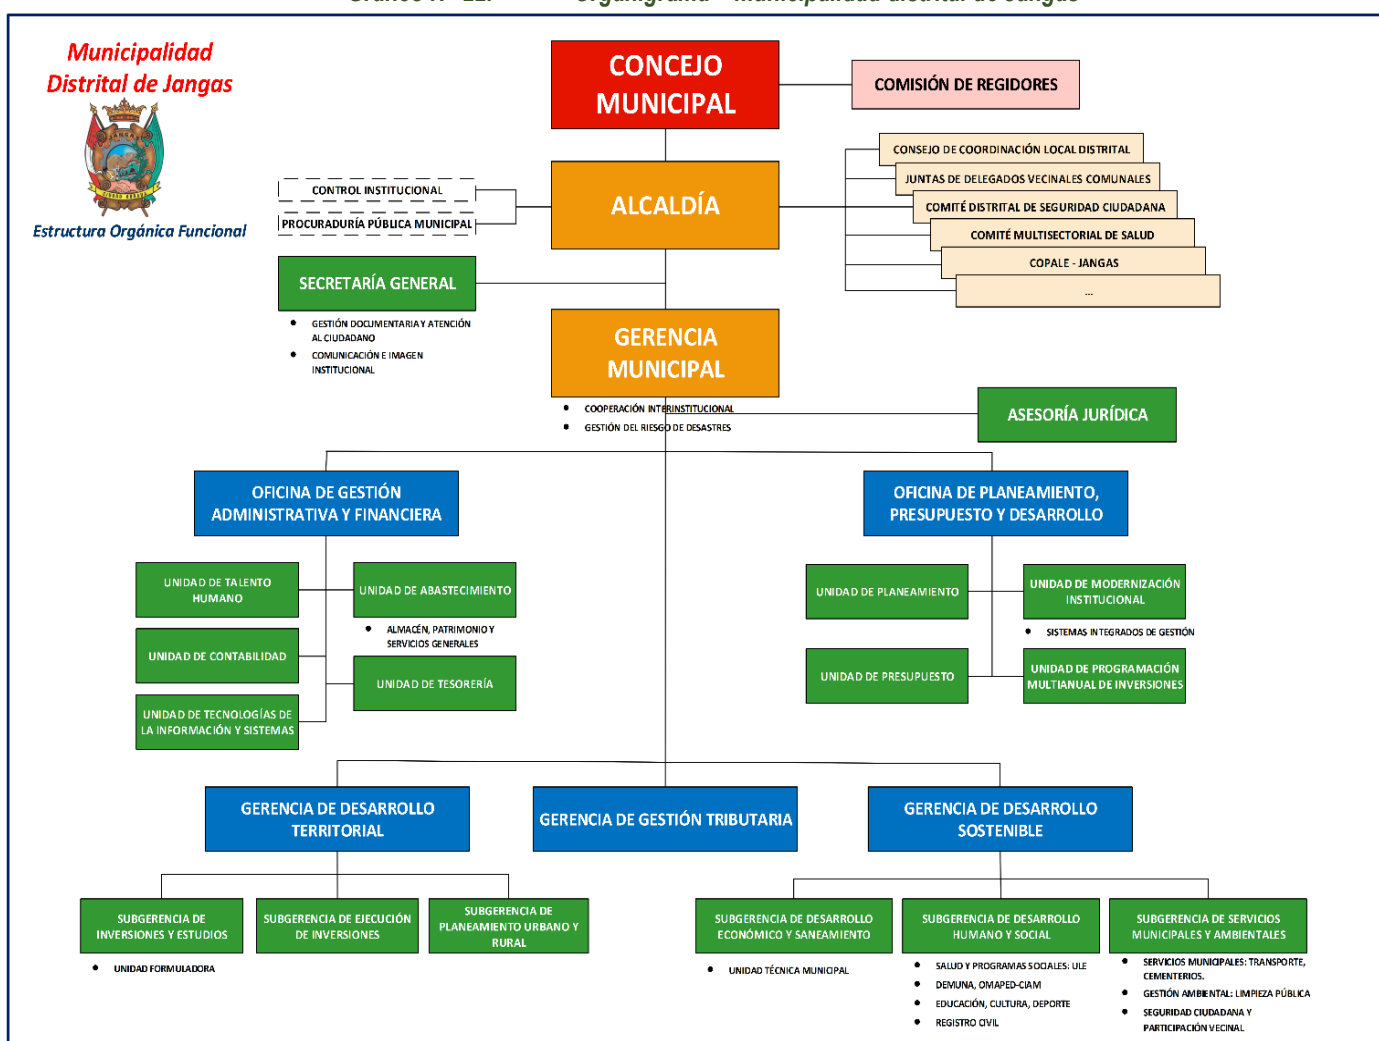 Organigrama – Municipalidad distrital de Jangas
Municipalidad
Distrital de Jangas
Estructura Orgánica Funcional
CONCEJO
MUNICIPAL
COMISIÓN DE REGIDORES
ALCALDÍA
CONTROL INSTITUCIONAL
PROCURADURÍA PÚBLICA MUNICIPAL
CONSEJO DE COORDINACIÓN LOCAL DISTRITAL
JUNTAS DE DELEGADOS VECINALES COMUNALES
COMITÉ DISTRITAL DE SEGURIDAD CIUDADANA
COMITÉ MULTISECTORIAL DE SALUD
COPALE - JANGAS
...
SECRETARÍA GENERAL
• GESTIÓN DOCUMENTARIA Y ATENCIÓN
AL CIUDADANO
• COMUNICACIÓN E IMAGEN
INSTITUCIONAL
GERENCIA
MUNICIPAL
• COOPERACIÓN INTERINSTITUCIONAL
• GESTIÓN DEL RIESGO DE DESASTRES
ASESORÍA JURÍDICA
OFICINA DE GESTIÓN
ADMINISTRATIVA Y FINANCIERA
UNIDAD DE TALENTO
HUMANO
UNIDAD DE ABASTECIMIENTO
• ALMACÉN, PATRIMONIO Y
SERVICIOS GENERALES
UNIDAD DE CONTABILIDAD
UNIDAD DE TESORERÍA
UNIDAD DE TECNOLOGÍAS DE
LA INFORMACIÓN Y SISTEMAS
OFICINA DE PLANEAMIENTO,
PRESUPUESTO Y DESARROLLO
UNIDAD DE PLANEAMIENTO
UNIDAD DE MODERNIZACIÓN
INSTITUCIONAL
• SISTEMAS INTEGRADOS DE GESTIÓN
UNIDAD DE PRESUPUESTO
UNIDAD DE PROGRAMACIÓN
MULTIANUAL DE INVERSIONES
GERENCIA DE DESARROLLO
TERRITORIAL
GERENCIA DE GESTIÓN TRIBUTARIA
GERENCIA DE DESARROLLO
SOSTENIBLE
SUBGERENCIA DE
INVERSIONES Y ESTUDIOS
• UNIDAD FORMULADORA
SUBGERENCIA DE EJECUCIÓN
DE INVERSIONES
SUBGERENCIA DE
PLANEAMIENTO URBANO Y
RURAL
SUBGERENCIA DE DESARROLLO
ECONÓMICO Y SANEAMIENTO
• UNIDAD TÉCNICA MUNICIPAL
SUBGERENCIA DE DESARROLLO
HUMANO Y SOCIAL
• SALUD Y PROGRAMAS SOCIALES: ULE
• DEMUNA, OMAPED-CIAM
• EDUCACIÓN, CULTURA, DEPORTE
• REGISTRO CIVIL
SUBGERENCIA DE SERVICIOS
MUNICIPALES Y AMBIENTALES
• SERVICIOS MUNICIPALES: TRANSPORTE,
CEMENTERIOS.
• GESTIÓN AMBIENTAL: LIMPIEZA PÚBLICA
• SEGURIDAD CIUDADANA Y
PARTICIPACIÓN VECINAL